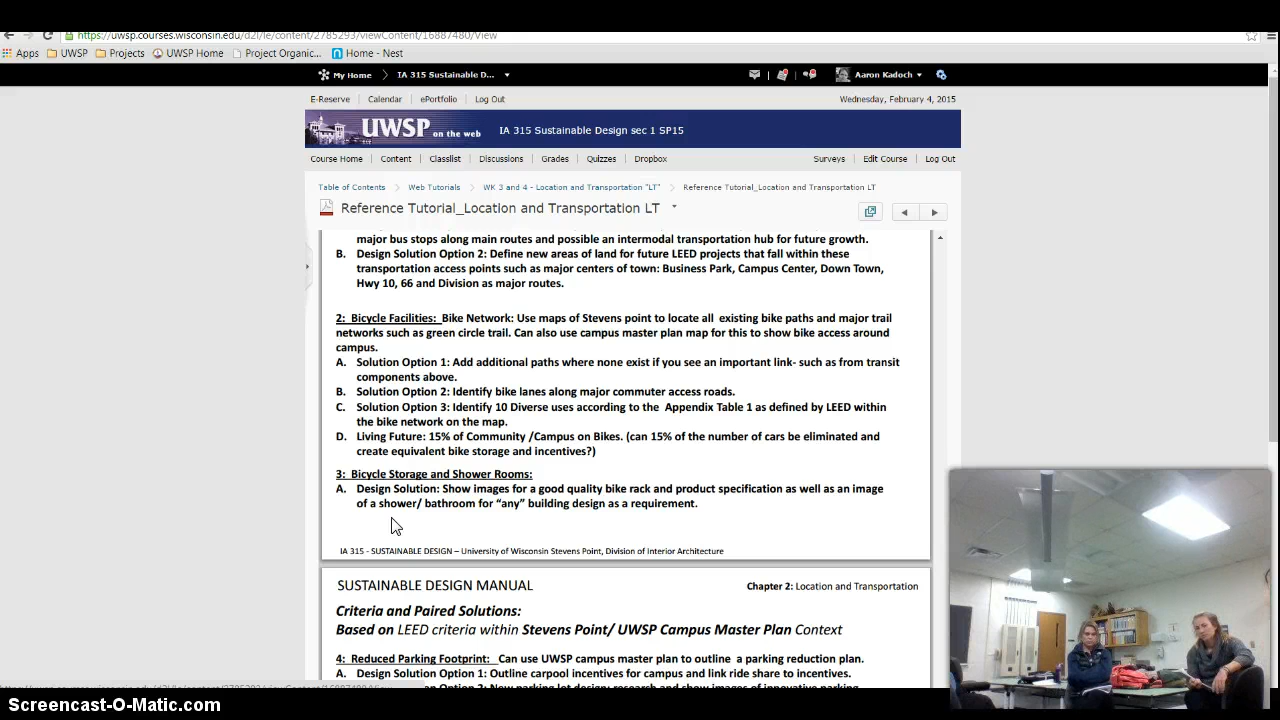 https://uwsp.courses.wisconsin.edu/d2l/le/content/2785293/viewContent/16887480/View
Apps UWSP Projects UWSP Home Project Organic... Home - Nest
My Home IA 315 Sustainable D... Aaron Kadoch
E-Reserve Calendar ePortfolio Log Out Wednesday, February 4, 2015
UWSP on the web IA 315 Sustainable Design sec 1 SP15
Course Home Content Classlist Discussions Grades Quizzes Dropbox Surveys Edit Course Log Out
Table of Contents Web Tutorials WK 3 and 4 - Location and Transportation "LT" Reference Tutorial_Location and Transportation LT
Reference Tutorial_Location and Transportation LT
major bus stops along main routes and possible an intermodal transportation hub for future growth.
B. Design Solution Option 2: Define new areas of land for future LEED projects that fall within these
transportation access points such as major centers of town: Business Park, Campus Center, Down Town,
Hwy 10, 66 and Division as major routes.
2: Bicycle Facilities: Bike Network: Use maps of Stevens point to locate all existing bike paths and major trail
networks such as green circle trail. Can also use campus master plan map for this to show bike access around
campus.
A. Solution Option 1: Add additional paths where none exist if you see an important link- such as from transit
components above.
B. Solution Option 2: Identify bike lanes along major commuter access roads.
C. Solution Option 3: Identify 10 Diverse uses according to the Appendix Table 1 as defined by LEED within
the bike network on the map.
D. Living Future: 15% of Community /Campus on Bikes. (can 15% of the number of cars be eliminated and
create equivalent bike storage and incentives?)
3: Bicycle Storage and Shower Rooms:
A. Design Solution: Show images for a good quality bike rack and product specification as well as an image
of a shower/ bathroom for “any” building design as a requirement.
IA 315 - SUSTAINABLE DESIGN – University of Wisconsin Stevens Point, Division of Interior Architecture
SUSTAINABLE DESIGN MANUAL Chapter 2: Location and Transportation
Criteria and Paired Solutions:
Based on LEED criteria within Stevens Point/ UWSP Campus Master Plan Context
4: Reduced Parking Footprint: Can use UWSP campus master plan to outline a parking reduction plan.
A. Design Solution Option 1: Outline carpool incentives for campus and link ride share to incentives.
Option 2: New parking lot design: research and show images of innovative parking
Screencast-O-Matic.com